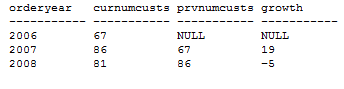 orderyear   curnumcusts prvnumcusts growth
----------- ----------- ----------- -----------
2006        67          NULL        NULL
2007        86          67          19
2008        81          86          -5